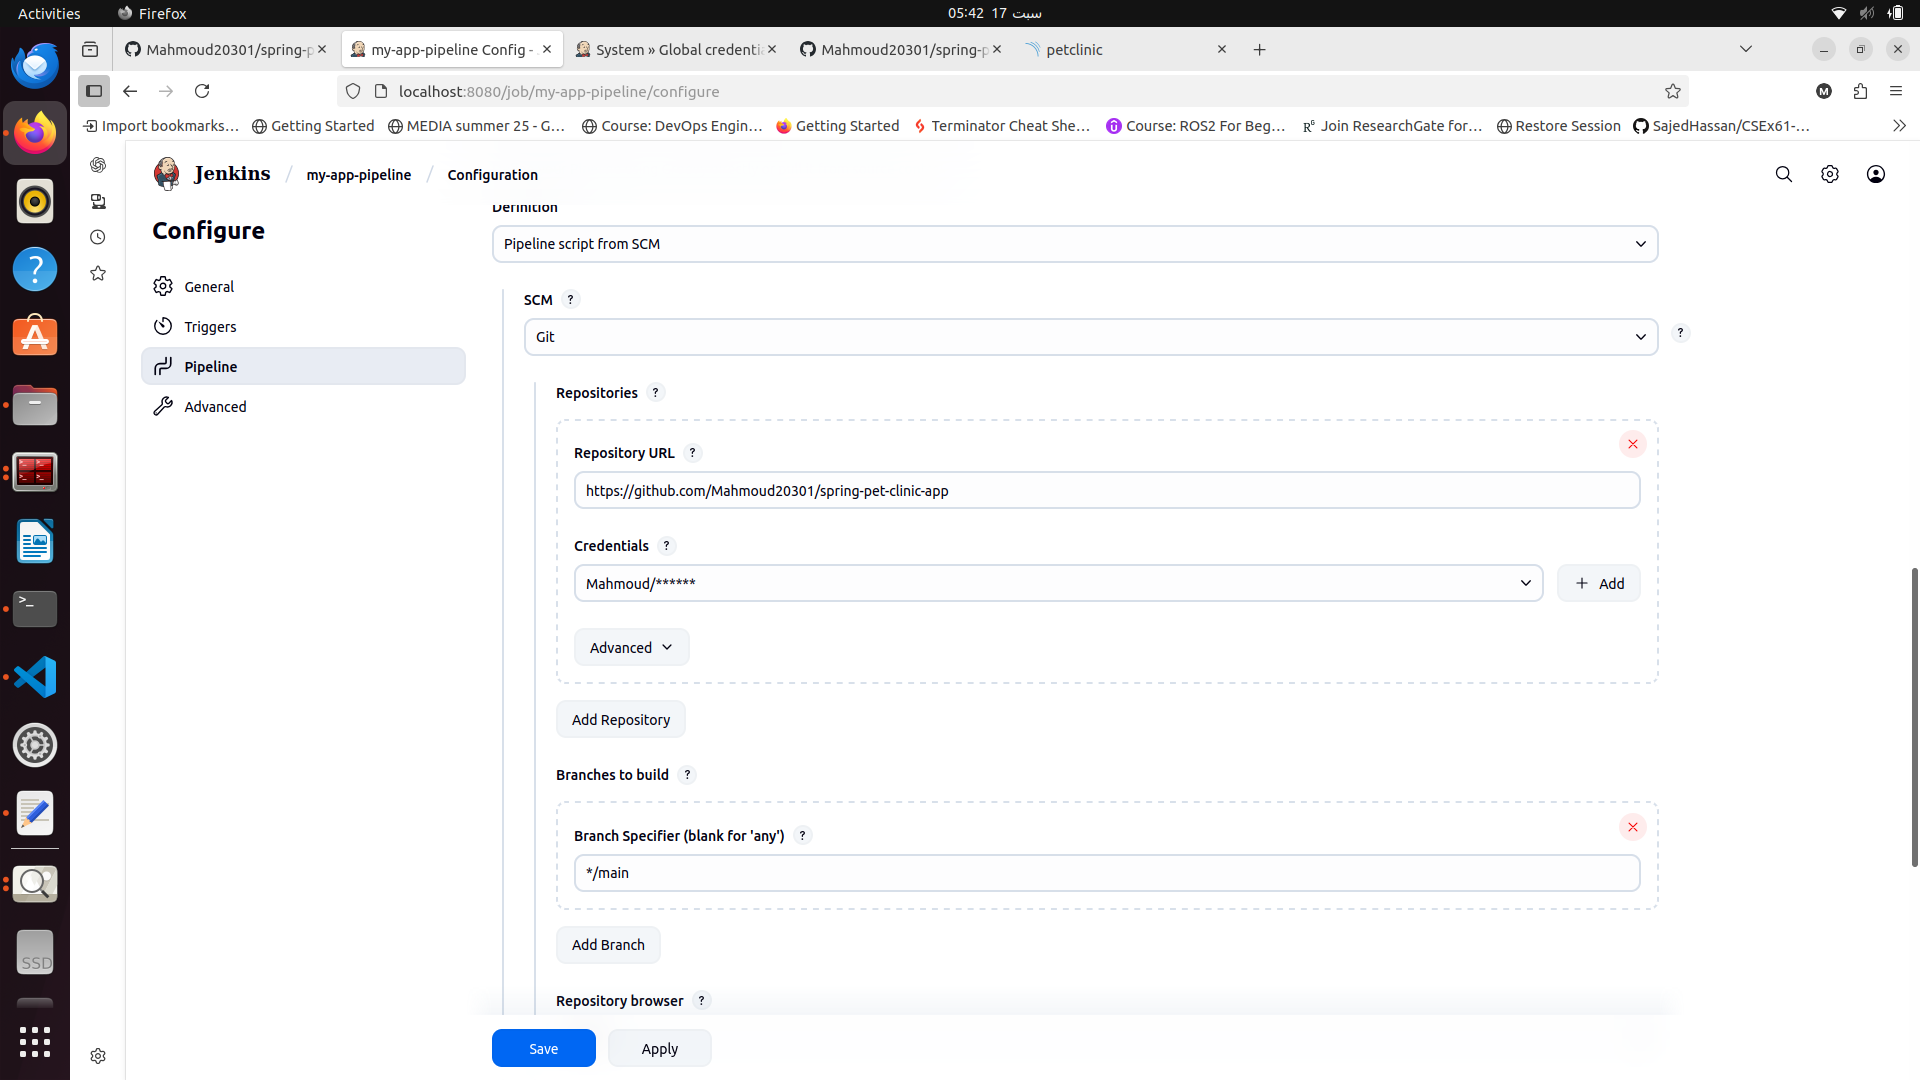 Activities
Firefox
05:42 سبت 17
Mahmoud20301/spring-p
my-app-pipeline Config -
System » Global credentia
Mahmoud20301/spring-p
petclinic
localhost:8080/job/my-app-pipeline/configure
M
Import bookmarks...
Getting Started
MEDIA summer 25 - G...
Course: DevOps Engin...
Getting Started
Terminator Cheat She...
Course: ROS2 For Beg...
Join ResearchGate for...
Restore Session
SajedHassan/CSEx61-...
Jenkins / my-app-pipeline / Configuration
Configure
General
Triggers
Pipeline
Advanced
Definition
Pipeline script from SCM
SCM ?
Git
?
Repositories ?
Repository URL ?
https://github.com/Mahmoud20301/spring-pet-clinic-app
Credentials ?
Mahmoud/******
+ Add
Advanced
Add Repository
Branches to build ?
Branch Specifier (blank for 'any') ?
*/main
Add Branch
Repository browser ?
Save
Apply
SSD